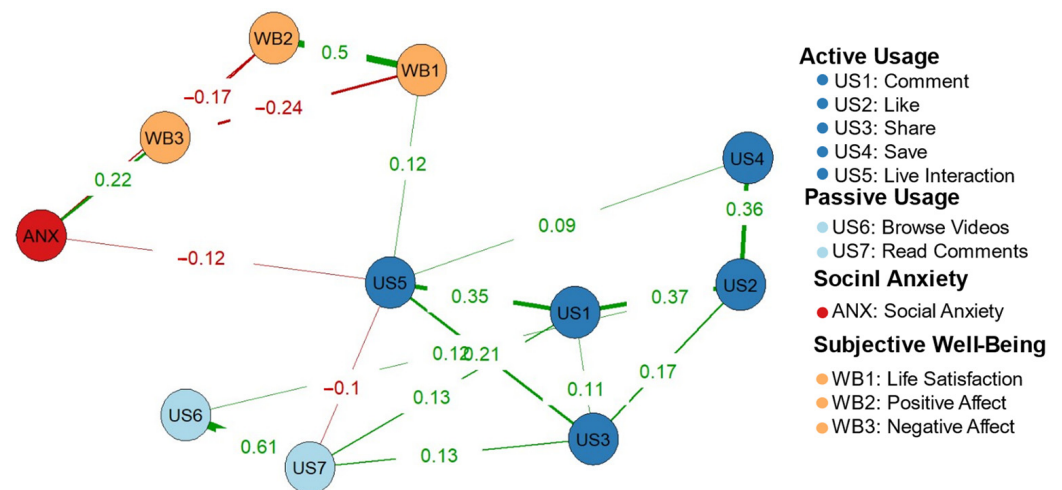 WB2
0.5
WB1
−0.17
−0.24
WB3
0.12
US4
0.22
0.36
ANX
0.09
−0.12
US5
0.35
US1
0.37
US2
0.12
0.21
0.17
−0.1
0.13
0.11
US6
0.61
US7
0.13
US3
Active Usage
US1: Comment
US2: Like
US3: Share
US4: Save
US5: Live Interaction
Passive Usage
US6: Browse Videos
US7: Read Comments
Socinl Anxiety
ANX: Social Anxiety
Subjective Well-Being
WB1: Life Satisfaction
WB2: Positive Affect
WB3: Negative Affect